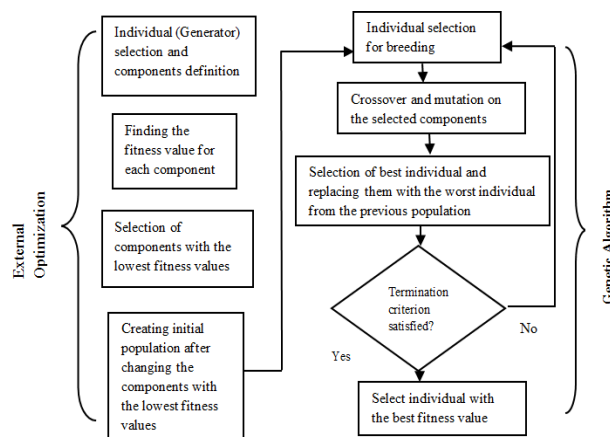 External
Optimization
Individual (Generator)
selection and
components definition
Finding the
fitness value for
each component
Selection of
components with the
lowest fitness values
Creating initial
population after
changing the
components with
the lowest fitness
values
Individual selection
for breeding
Crossover and mutation on
the selected components
Selection of best individual and
replacing them with the worst individual
from the previous population
Termination
criterion
satisfied?
No
Yes
Select individual with
the best fitness value
Genetic Algorithm